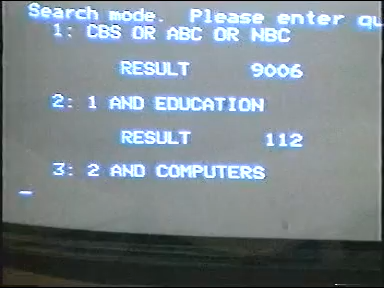 Search mode. Please enter qu
1: CBS OR ABC OR NBC
RESULT 9006
2: 1 AND EDUCATION
RESULT 112
3: 2 AND COMPUTERS
_